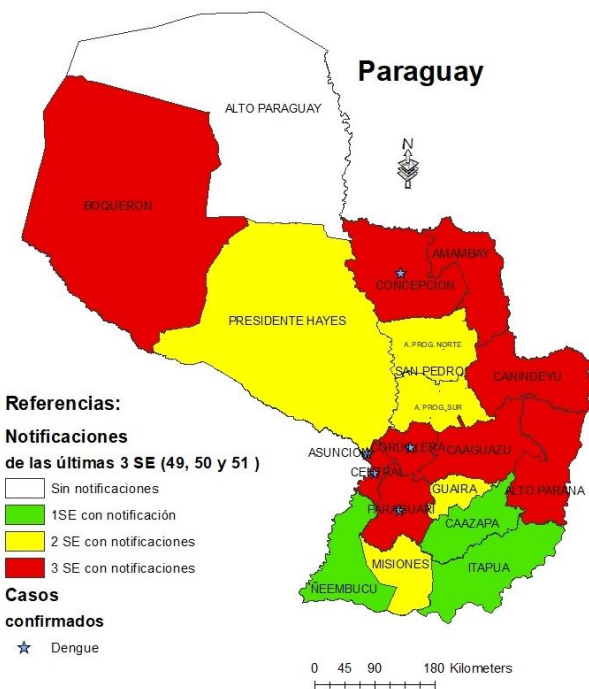 Paraguay
N
ALTO PARAGUAY
BOQUERON
AMAMBAY
CONCEPCION
PRESIDENTE HAYES
A. PROG. NORTE
SAN PEDRO
CANINDEYU
A. PROG. SUR
ASUNCION
CORDILLERA
CAAGUAZU
CENTRAL
GUAIRA
ALTO PARANA
PARAGUARI
CAAZAPA
MISIONES
ITAPUA
ÑEEMBUCU
Referencias:
Notificaciones
de las últimas 3 SE (49, 50 y 51 )
Sin notificaciones
1SE con notificación
2 SE con notificaciones
3 SE con notificaciones
Casos
confirmados
Dengue
0 45 90 180 Kilometers